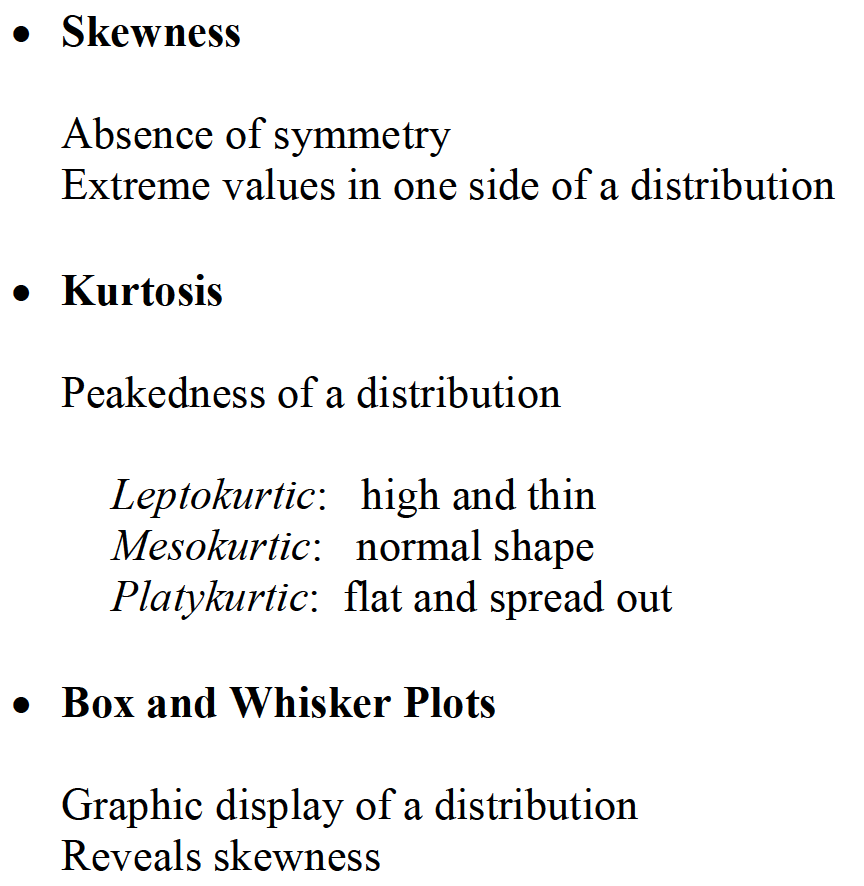 • Skewness
Absence of symmetry
Extreme values in one side of a distribution
• Kurtosis
Peakedness of a distribution
Leptokurtic: high and thin
Mesokurtic: normal shape
Platykurtic: flat and spread out
• Box and Whisker Plots
Graphic display of a distribution
Reveals skewness